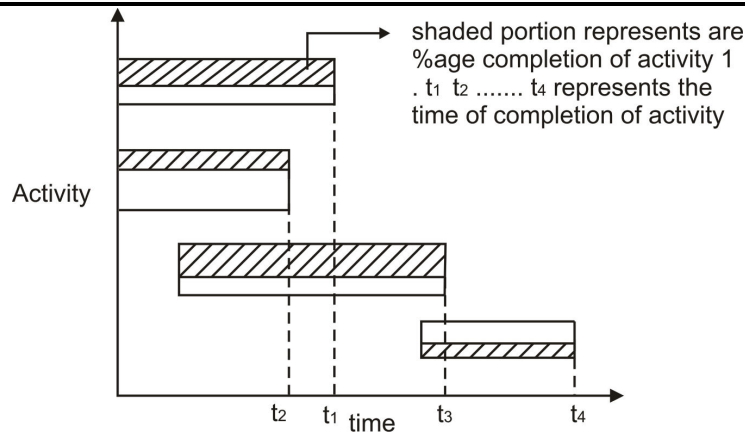 shaded portion represents are
%age completion of activity 1
. t1 t2 ....... t4 represents the
time of completion of activity
Activity
t2 t1 time t3 t4